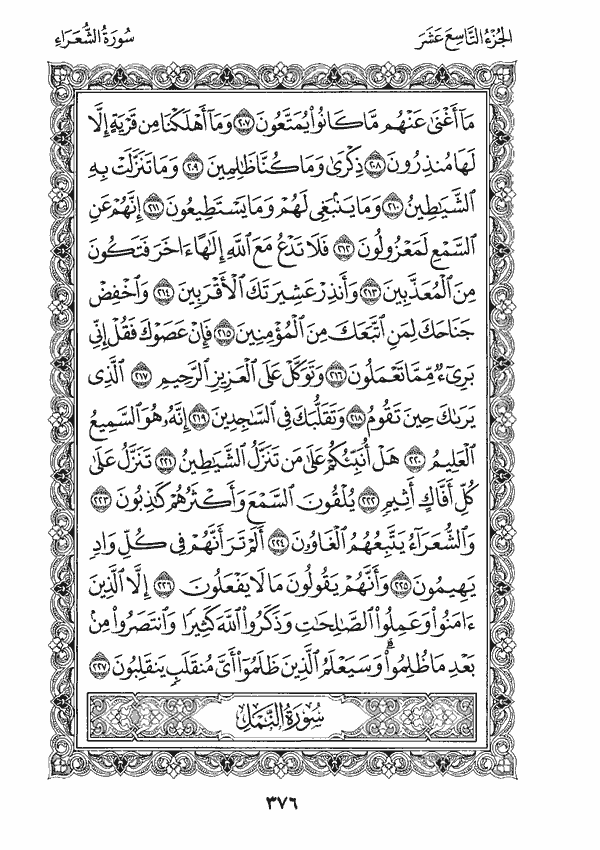 الجُزْءُ التَّاسِعَ عَشَرَ
سُورَةُ الشُّعَرَاءِ
مَآ أَغْنَىٰ عَنْهُم مَّا كَانُوا۟ يُمَتَّعُونَ ٢٠٧ وَمَآ أَهْلَكْنَا مِن قَرْيَةٍ إِلَّا
لَهَا مُنذِرُونَ ٢٠٨ ذِكْرَىٰ وَمَا كُنَّا ظَٰلِمِينَ ٢٠٩ وَمَا تَنَزَّلَتْ بِهِ
ٱلشَّيَٰطِينُ ٢١٠ وَمَا يَنۢبَغِى لَهُمْ وَمَا يَسْتَطِيعُونَ ٢١١ إِنَّهُمْ عَنِ
ٱلسَّمْعِ لَمَعْزُولُونَ ٢١٢ فَلَا تَدْعُ مَعَ ٱللَّهِ إِلَٰهًا ءَاخَرَ فَتَكُونَ
مِنَ ٱلْمُعَذَّبِينَ ٢١٣ وَأَنذِرْ عَشِيرَتَكَ ٱلْأَقْرَبِينَ ٢١٤ وَٱخْفِضْ
جَنَاحَكَ لِمَنِ ٱتَّبَعَكَ مِنَ ٱلْمُؤْمِنِينَ ٢١٥ فَإِنْ عَصَوْكَ فَقُلْ إِنِّى
بَرِىٓءٌ مِّمَّا تَعْمَلُونَ ٢١٦ وَتَوَكَّلْ عَلَى ٱلْعَزِيزِ ٱلرَّحِيمِ ٢١٧ ٱلَّذِى
يَرَىٰكَ حِينَ تَقُومُ ٢١٨ وَتَقَلُّبَكَ فِى ٱلسَّٰجِدِينَ ٢١٩ إِنَّهُۥ هُوَ ٱلسَّمِيعُ
ٱلْعَلِيمُ ٢٢٠ هَلْ أُنَبِّئُكُمْ عَلَىٰ مَن تَنَزَّلُ ٱلشَّيَٰطِينُ ٢٢١ تَنَزَّلُ عَلَىٰ
كُلِّ أَفَّاكٍ أَثِيمٍ ٢٢٢ يُلْقُونَ ٱلسَّمْعَ وَأَكْثَرُهُمْ كَٰذِبُونَ ٢٢٣
وَٱلشُّعَرَآءُ يَتَّبِعُهُمُ ٱلْغَاوُۥنَ ٢٢٤ أَلَمْ تَرَ أَنَّهُمْ فِى كُلِّ وَادٍ
يَهِيمُونَ ٢٢٥ وَأَنَّهُمْ يَقُولُونَ مَا لَا يَفْعَلُونَ ٢٢٦ إِلَّا ٱلَّذِينَ
ءَامَنُوا۟ وَعَمِلُوا۟ ٱلصَّٰلِحَٰتِ وَذَكَرُوا۟ ٱللَّهَ كَثِيرًا وَٱنتَصَرُوا۟ مِنۢ
بَعْدِ مَا ظُلِمُوا۟ ۗ وَسَيَعْلَمُ ٱلَّذِينَ ظَلَمُوٓا۟ أَىَّ مُنقَلَبٍ يَنقَلِبُونَ ٢٢٧
سُورَةُ النَّمْلِ
٣٧٦